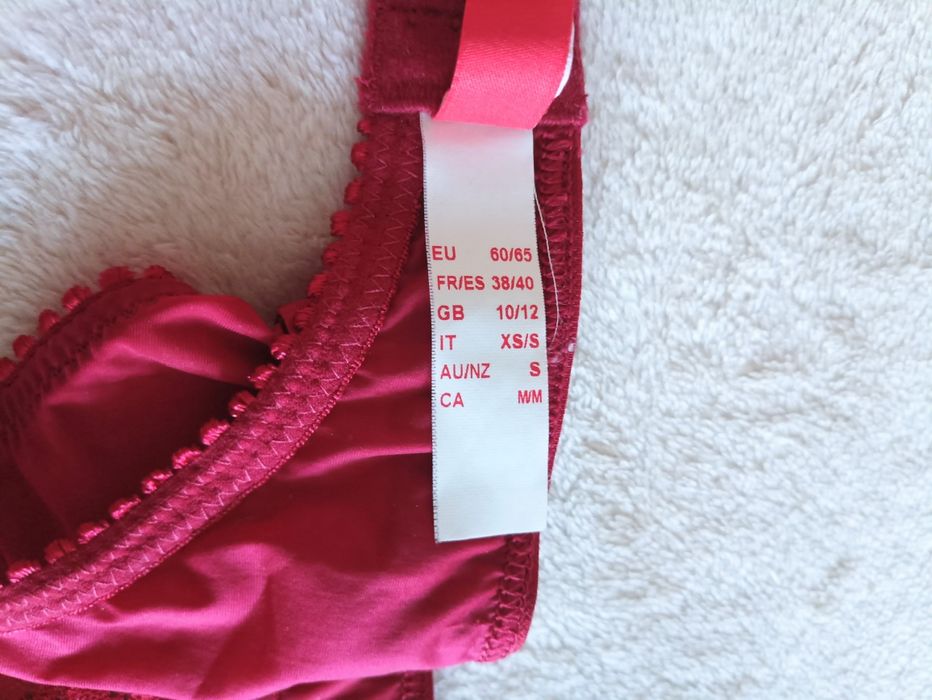 EU 60/65
FR/ES 38/40
GB 10/12
IT XS/S
AU/NZ S
CA M/M